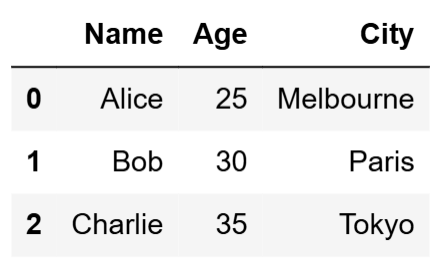 Name Age City
0 Alice 25 Melbourne
1 Bob 30 Paris
2 Charlie 35 Tokyo